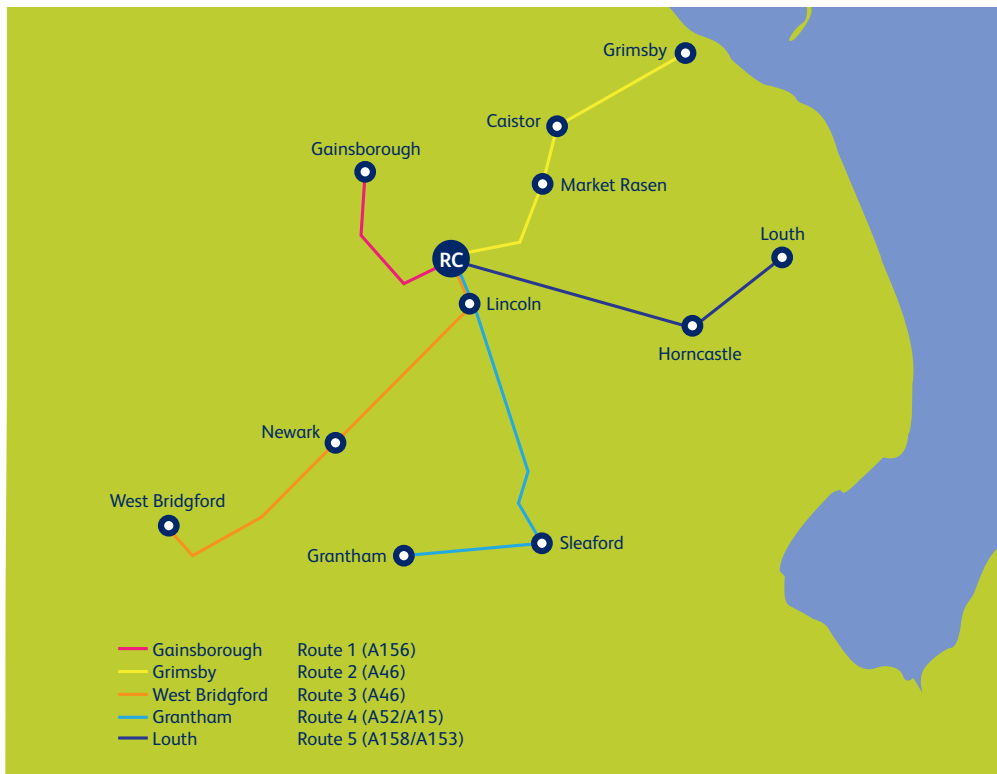 Grimsby
Caistor
Gainsborough
Market Rasen
Louth
RC
Lincoln
Horncastle
Newark
West Bridgford
Sleaford
Grantham
Gainsborough Route 1 (A156)
Grimsby Route 2 (A46)
West Bridgford Route 3 (A46)
Grantham Route 4 (A52/A15)
Louth Route 5 (A158/A153)